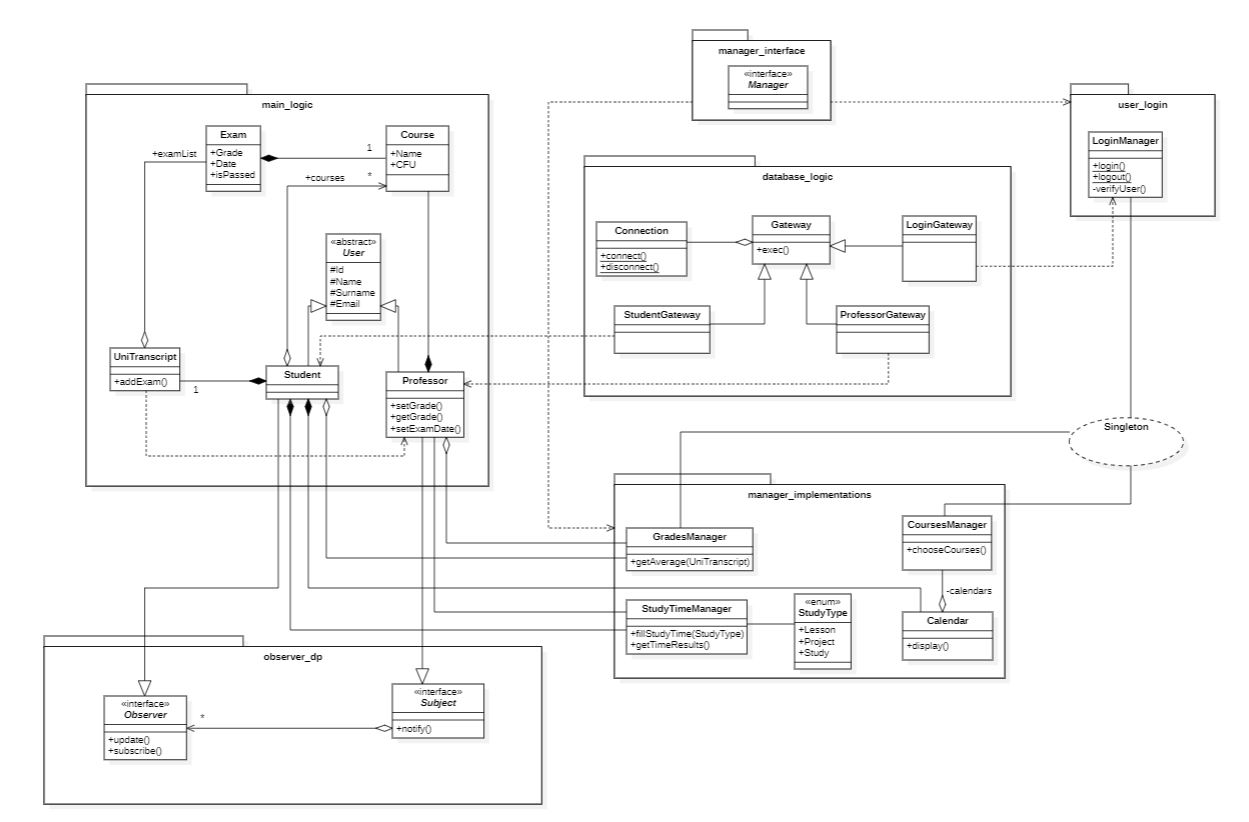 manager_interface
«interface»
Manager
main_logic
Exam
+Grade
+Date
+isPassed
Course
+Name
+CFU
1
+examList
+courses
*
«abstract»
User
#Id
#Name
#Surname
#Email
UniTranscript
+addExam()
1
Student
Professor
+setGrade()
+getGrade()
+setExamDate()
user_login
LoginManager
+login()
+logout()
-verifyUser()
database_logic
Connection
+connect()
+disconnect()
Gateway
+exec()
LoginGateway
StudentGateway
ProfessorGateway
Singleton
manager_implementations
GradesManager
+getAverage(UniTranscript)
CoursesManager
+chooseCourses()
-calendars
StudyTimeManager
+fillStudyTime(StudyType)
+getTimeResults()
«enum»
StudyType
+Lesson
+Project
+Study
Calendar
+display()
observer_dp
«interface»
Observer
+update()
+subscribe()
*
«interface»
Subject
+notify()